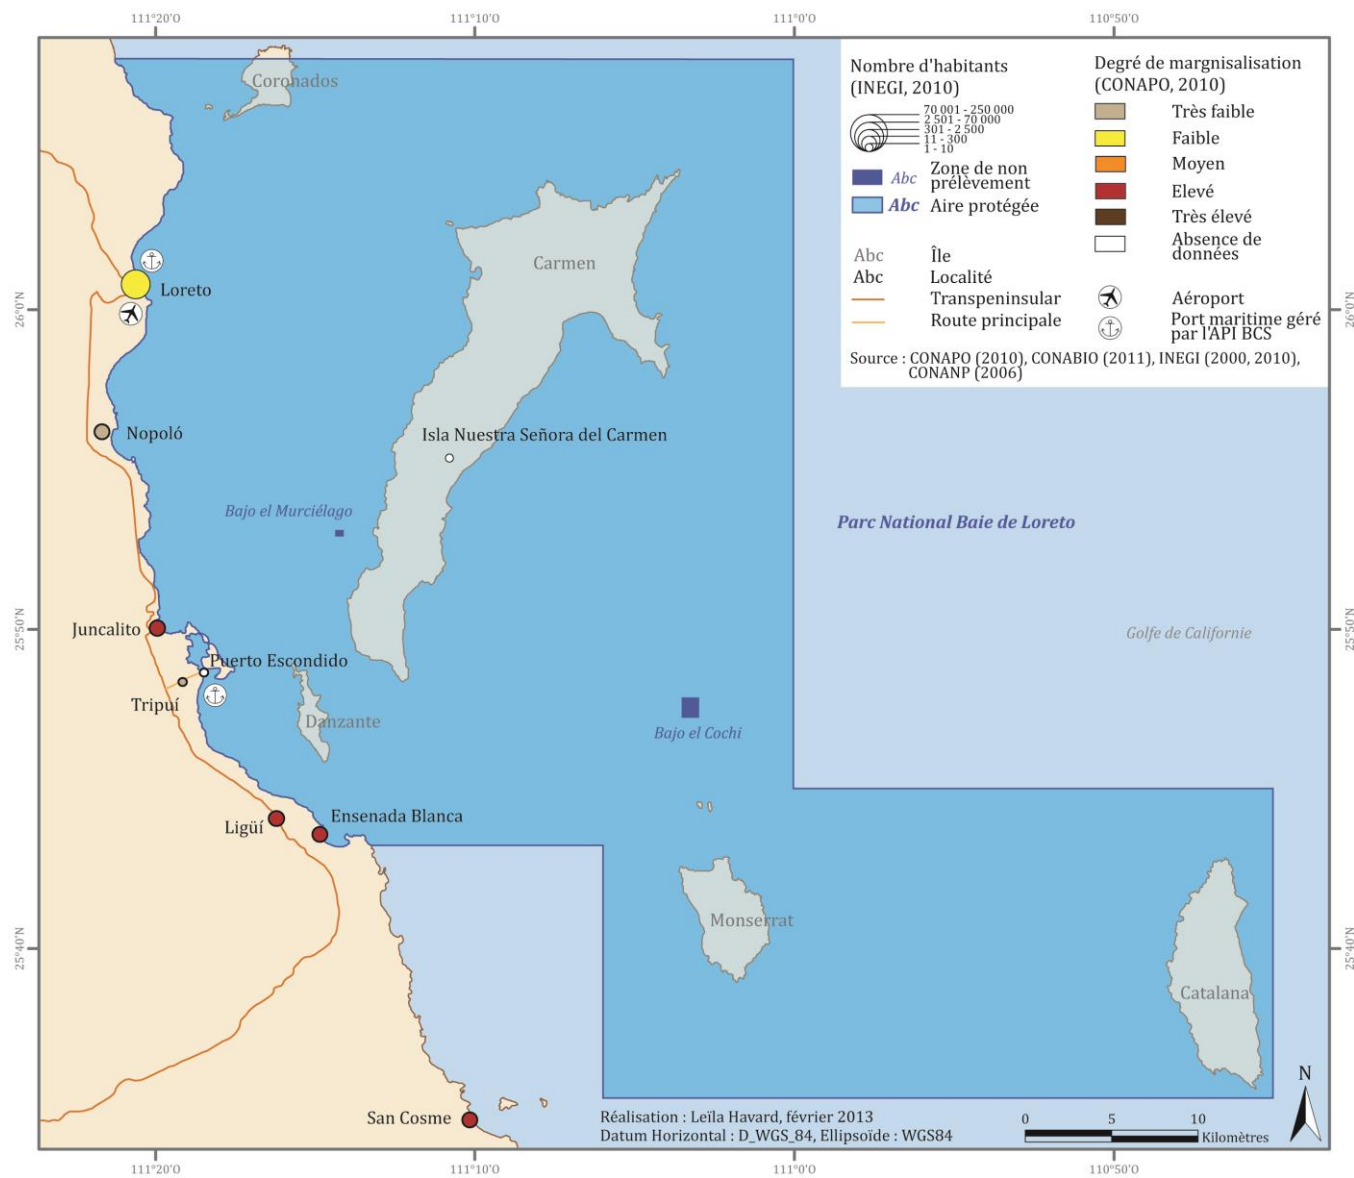 111°20'0
111°10'0
111°0'0
110°50'0
Nombre d'habitants
(INEGI, 2010)
70 001 - 250 000
2 501 - 70 000
301 - 2 500
11 - 300
1 - 10
Abc Zone de non
prélèvement
Abc Aire protégée
Abc Île
Abc Localité
Transpeninsular
Route principale
Degré de margnisalisation
(CONAPO, 2010)
Très faible
Faible
Moyen
Elevé
Très élevé
Absence de
données
Aéroport
Port maritime géré
par l'API BCS
Source : CONAPO (2010), CONABIO (2011), INEGI (2000, 2010),
CONANP (2006)
Coronados
Carmen
Loreto
26°0'N
26°0'N
Nopoló
Isla Nuestra Señora del Carmen
Bajo el Murciélago
Parc National Baie de Loreto
Juncalito
25°50'N
25°50'N
Golfe de Californie
Puerto Escondido
Tripuí
Danzante
Bajo el Cochi
Ligüí
Ensenada Blanca
Monserrat
25°40'N
25°40'N
Catalana
San Cosme
Réalisation : Leïla Havard, février 2013
Datum Horizontal : D_WGS_84, Ellipsoïde : WGS84
0 5 10
Kilomètres
N
111°20'0
111°10'0
111°0'0
110°50'0